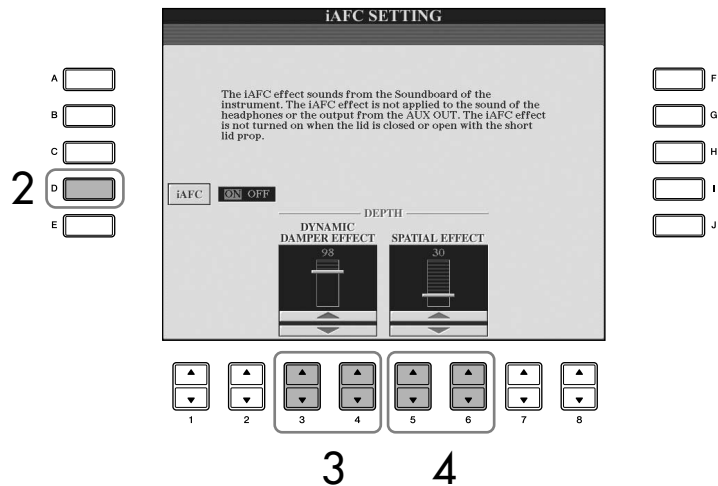 iAFC SETTING
The iAFC effect sounds from the Soundboard of the
instrument. The iAFC effect is not applied to the sound of the
headphones or the output from the AUX OUT. The iAFC effect
is not turned on when the lid is closed or open with the short
lid prop.
A
B
C
2 D
E
F
G
H
I
J
iAFC ON OFF
DEPTH
DYNAMIC
DAMPER EFFECT
98
SPATIAL EFFECT
30
1 2 3 4 5 6 7 8
3 4